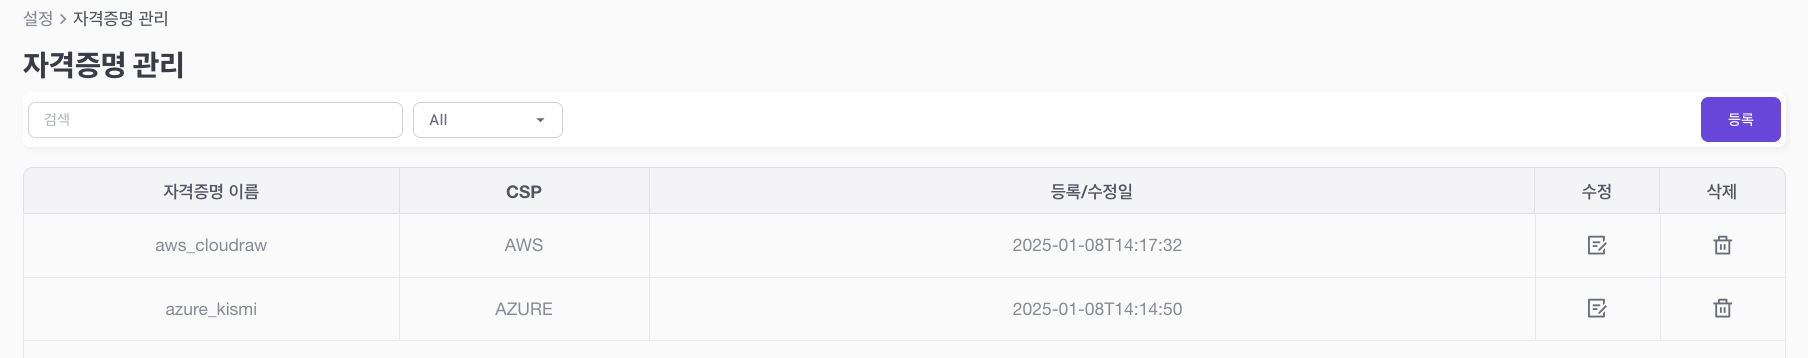 설정 > 자격증명 관리
자격증명 관리
검색 All 등록
자격증명 이름 CSP 등록/수정일 수정 삭제
aws_cloudraw AWS 2025-01-08T14:17:32
azure_kismi AZURE 2025-01-08T14:14:50